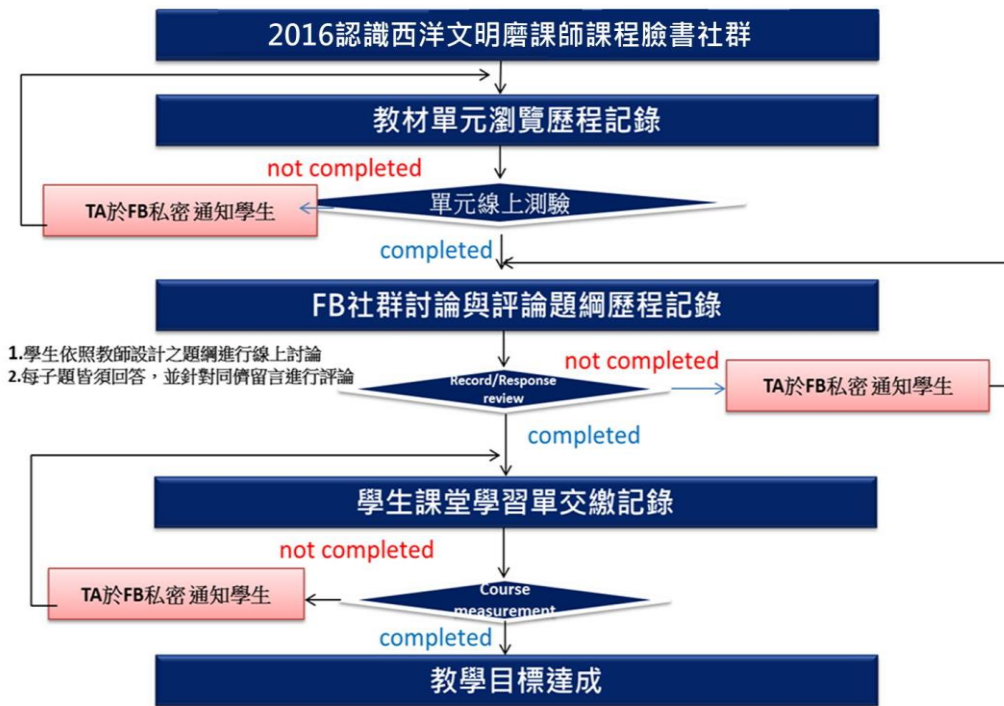 2016認識西洋文明磨課師課程臉書社群
教材單元瀏覽歷程記錄
not completed
TA於FB私密 通知學生
單元線上測驗
completed
FB社群討論與評論題綱歷程記錄
1.學生依照教師設計之題綱進行線上討論
2.每子題皆須回答，並針對同儕留言進行評論
not completed
Record/Response
review
TA於FB私密 通知學生
completed
學生課堂學習單交繳記錄
not completed
TA於FB私密 通知學生
Course
measurement
completed
教學目標達成